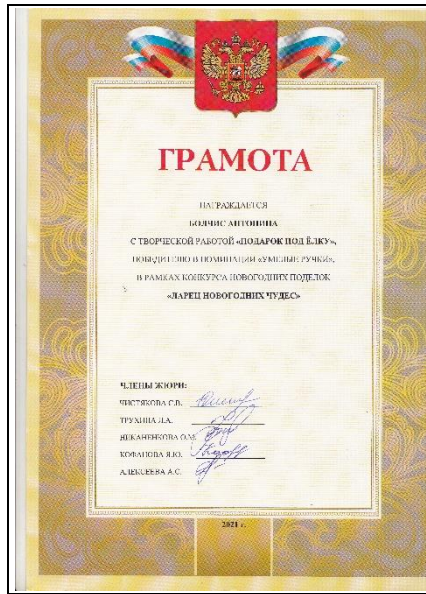 ГРАМОТА
НАГРАЖДАЕТСЯ
БОЛЧИС АНТОНИНА
С ТВОРЧЕСКОЙ РАБОТОЙ «ПОДАРОК ПОД ЁЛКУ»,
ПОБЕДИТЕЛЮ В НОМИНАЦИИ «УМЕЛЫЕ РУЧКИ»,
В РАМКАХ КОНКУРСА НОВОГОДНИХ ПОДЕЛОК
«ЛАРЕЦ НОВОГОДНИХ ЧУДЕС»
ЧЛЕНЫ ЖЮРИ:
ЧИСТЯКОВА С.В.
ТРУХИНА Л.А.
О.М.
Я.Ю.
АЛЕКСЕЕВА А.С.
2021 г.